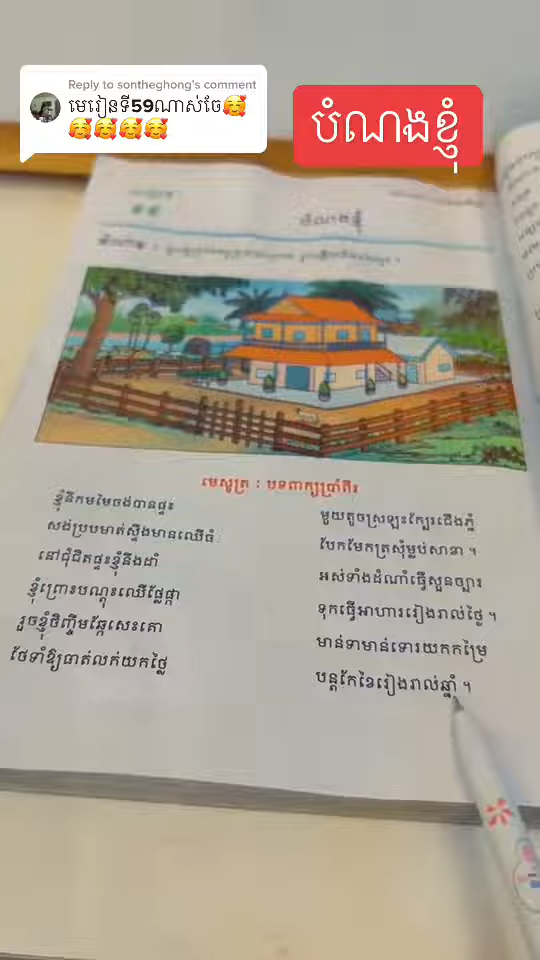 Reply to sontheghong's comment
មេរៀនទី59ណាស់ចែ🥰
🥰🥰🥰🥰
បំណងខ្ញុំ
បំណងខ្ញុំ
មេសូត្រ : បទពាក្យប្រាំពីរ
ខ្ញុំនឹកមមៃចង់បានផ្ទះ
មួយតូចស្រឡះក្បែរជើងភ្នំ
សង់ប្របមាត់ស្ទឹងមានឈើធំ
បែកមែកត្រសុំម្លប់សាខា ។
នៅជុំជិតផ្ទះខ្ញុំនឹងដាំ
អស់ទាំងដំណាំធ្វើសួនច្បារ
ខ្ញុំព្រោះបណ្តុះឈើផ្លែផ្កា
ទុកធ្វើអាហាររៀងរាល់ថ្ងៃ ។
រួចខ្ញុំចិញ្ចឹមឆ្កែសេះគោ
មាន់ទាមាន់ទោរយកកម្រៃ
ថែទាំឱ្យធាត់លក់យកថ្លៃ
បន្តកែខៃរៀងរាល់ឆ្នាំ ។